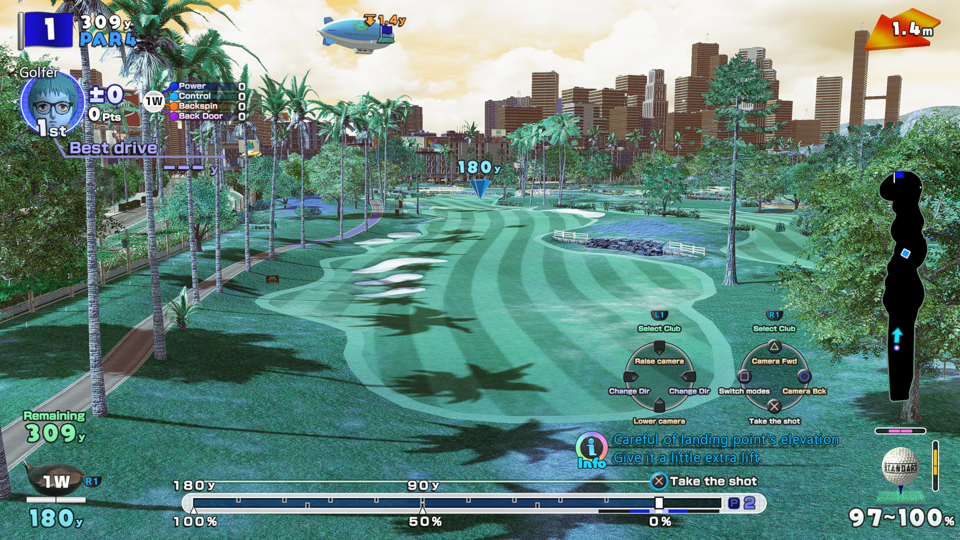 1
309y
PAR4
1.4y
1.4m
Golfer
1st
±0
0Pts
1W
Power 0
Control 0
Backspin 0
Back Door 0
Best drive
---y
180y
L1
Select Club
R1
Select Club
Raise camera
Change Dir
Change Dir
Lower camera
Camera Fwd
Switch modes
Camera Bck
Take the shot
Remaining
309y
i
Info
Careful of landing point's elevation
Give it a little extra lift
STANDARD
1W
R1
180y
180y
90y
Take the shot
100%
50%
0%
P 2
97~100%